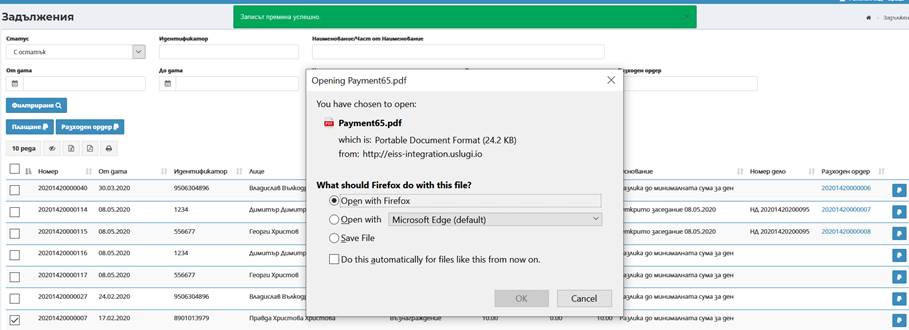 Задължения
Записът премина успешно
Статус
Идентификатор
Наименование/Част от Наименование
С остатък
От дата
До дата
Разходен ордер
Филтриране
Плащане
Разходен ордер
10 реда
Opening Payment65.pdf
You have chosen to open:
Payment65.pdf
which is: Portable Document Format (24.2 KB)
from: http://eiss-integration.uslugi.io
What should Firefox do with this file?
Open with Firefox
Open with Microsoft Edge (default)
Save File
Do this automatically for files like this from now on.
OK Cancel
Номер От дата Идентификатор Лице Основание Номер дело Разходен ордер
20201420000040 30.03.2020 9506304896 Владислав Вълкодр Разлика до минималната сума за ден 20201420000006
20201420000114 08.05.2020 1234 Димитър Димитр Открито заседание 08.05.2020 НД 20201420200095 20201420000007
20201420000115 08.05.2020 556677 Георги Христов Открито заседание 08.05.2020 НД 20201420200095 20201420000008
20201420000116 08.05.2020 1234 Димитър Димитр Разлика до минималната сума за ден
20201420000117 08.05.2020 556677 Георги Христов Разлика до минималната сума за ден
20201420000027 24.02.2020 9506304896 Владислав Вълкодр Разлика до минималната сума за ден
20201420000007 17.02.2020 8901013979 Правда Христова Христова Възнаграждение 10.00 0.00 10.00 Разлика до минималната сума за ден